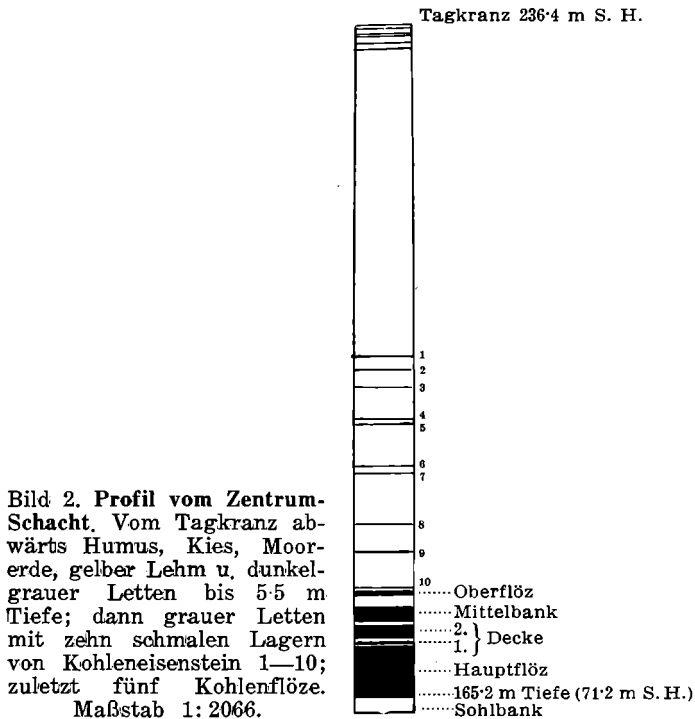 Tagkranz 236·4 m S. H.
1
2
3
4
5
6
7
8
9
10
Oberflöz
Mittelbank
2. } Decke
1.
Hauptflöz
165·2 m Tiefe (71·2 m S. H.)
Sohlbank
Bild 2. Profil vom Zentrum-
Schacht. Vom Tagkranz ab-
wärts Humus, Kies, Moor-
erde, gelber Lehm u. dunkel-
grauer Letten bis 5·5 m
Tiefe; dann grauer Letten
mit zehn schmalen Lagern
von Kohleneisenstein 1—10;
zuletzt fünf Kohlenflöze.
Maßstab 1: 2066.